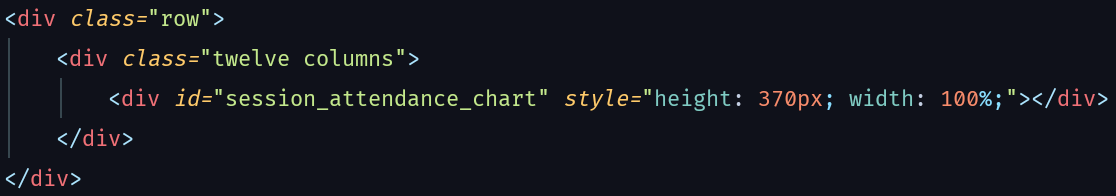 <div class="row">
    <div class="twelve columns">
        <div id="session_attendance_chart" style="height: 370px; width: 100%;"></div>
    </div>
</div>